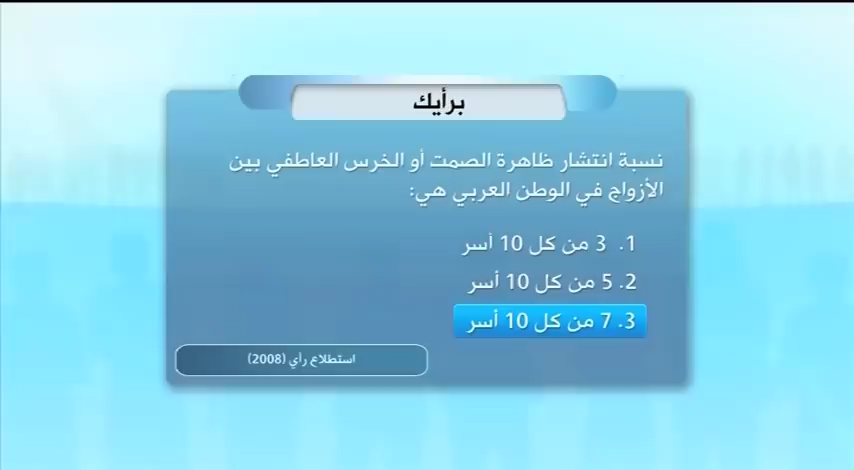 برأيك
نسبة انتشار ظاهرة الصمت أو الخرس العاطفي بين
الأزواج في الوطن العربي هي:
1. 3 من كل 10 أسر
2. 5 من كل 10 أسر
3. 7 من كل 10 أسر
استطلاع رأي (2008)